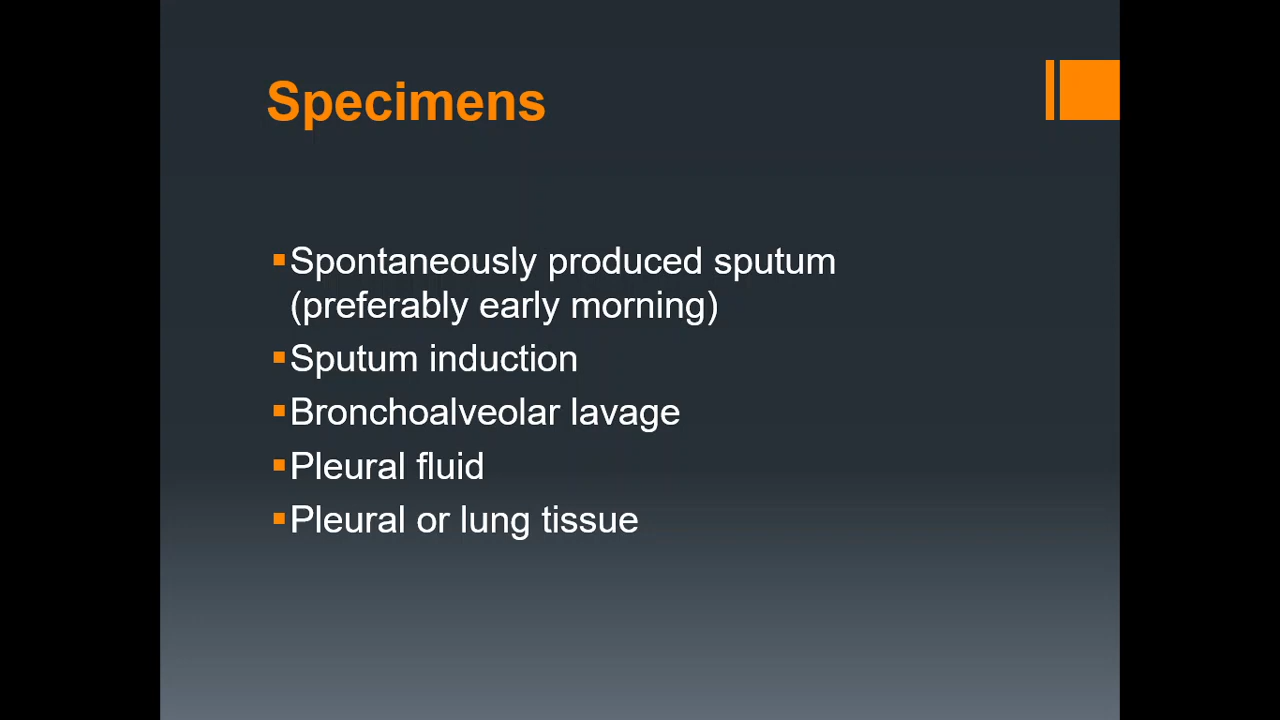 Specimens
▪Spontaneously produced sputum
(preferably early morning)
▪Sputum induction
▪Bronchoalveolar lavage
▪Pleural fluid
▪Pleural or lung tissue